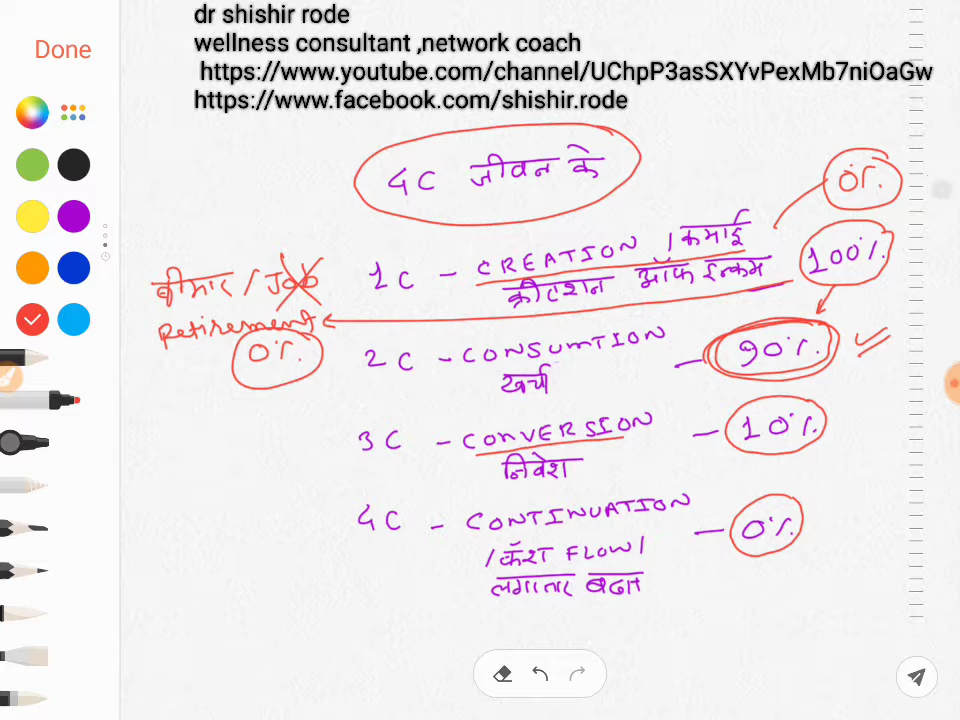 dr shishir rode
wellness consultant ,network coach
https://www.youtube.com/channel/UChpP3asSXYvPexMb7niOaGw
https://www.facebook.com/shishir.rode
Done
4C जीवन के
0%.
1C - CREATION / कमाई
क्रीटशन ऑफ इन्कम
100%.
बीमार / Job
Retirement
0%.
2C - CONSUMTION - 90%.
खर्च
3C - CONVERSION - 10%.
निवेश
4C - CONTINUATION - 0%.
/ कॅश FLOW /
लगातार बढत